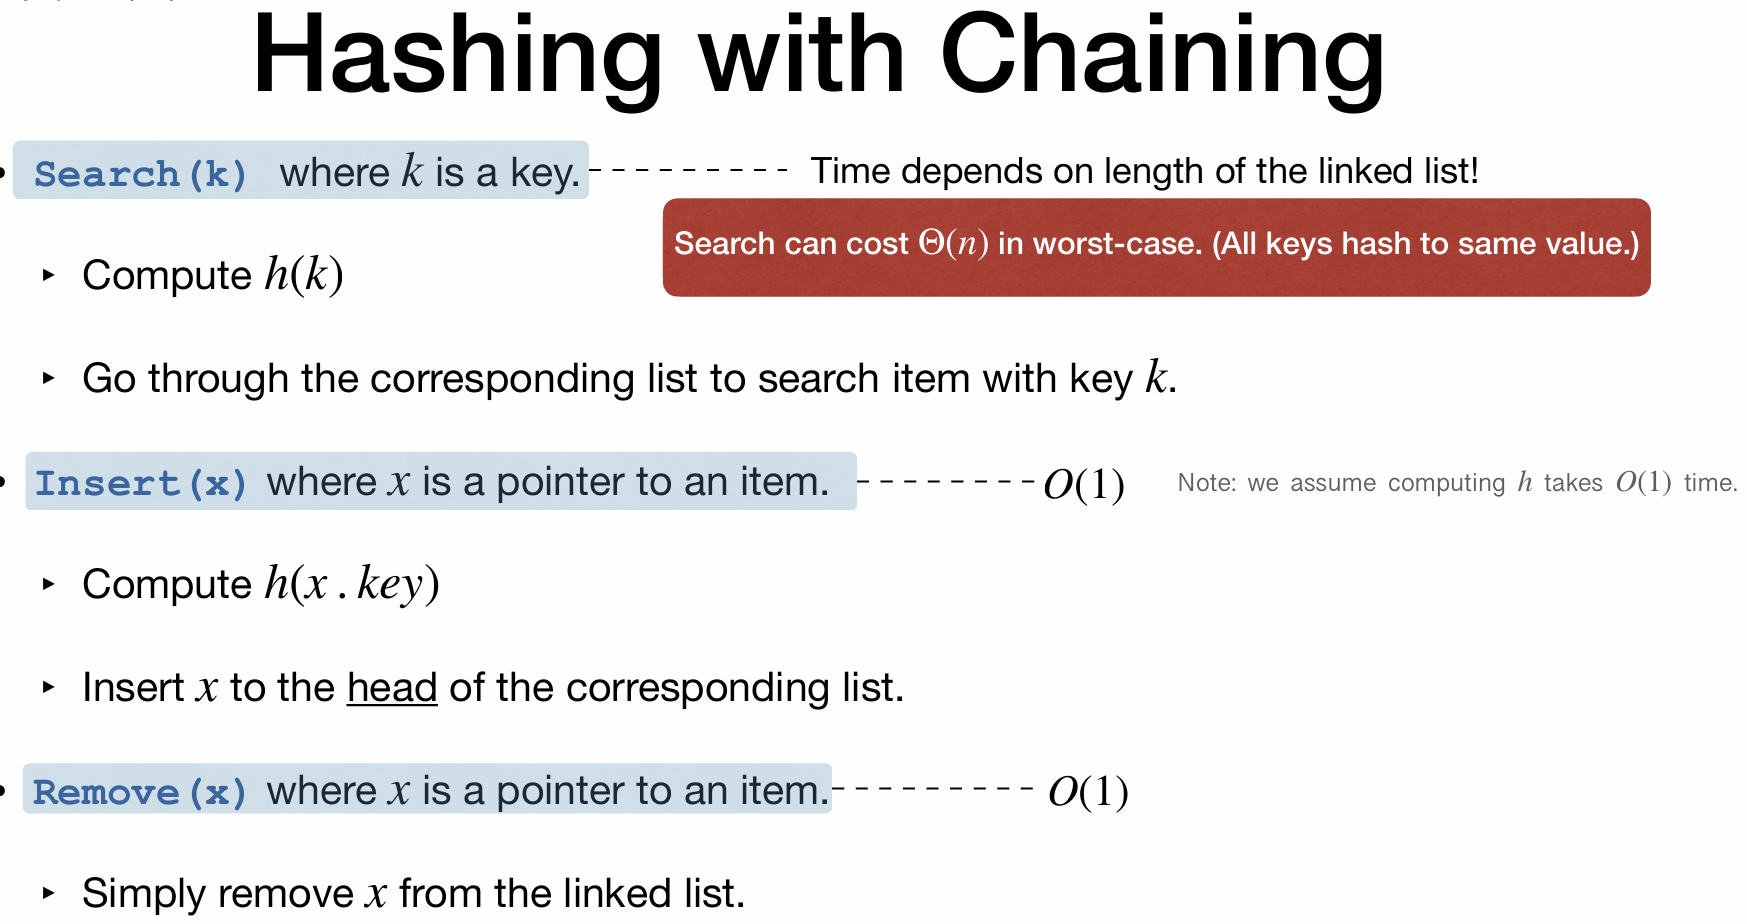 Hashing with Chaining
• Search(k) where k is a key. Time depends on length of the linked list!
Search can cost Θ(n) in worst-case. (All keys hash to same value.)
‣ Compute h(k)
‣ Go through the corresponding list to search item with key k.
• Insert(x) where x is a pointer to an item. O(1) Note: we assume computing h takes O(1) time.
‣ Compute h(x . key)
‣ Insert x to the head of the corresponding list.
• Remove(x) where x is a pointer to an item. O(1)
‣ Simply remove x from the linked list.